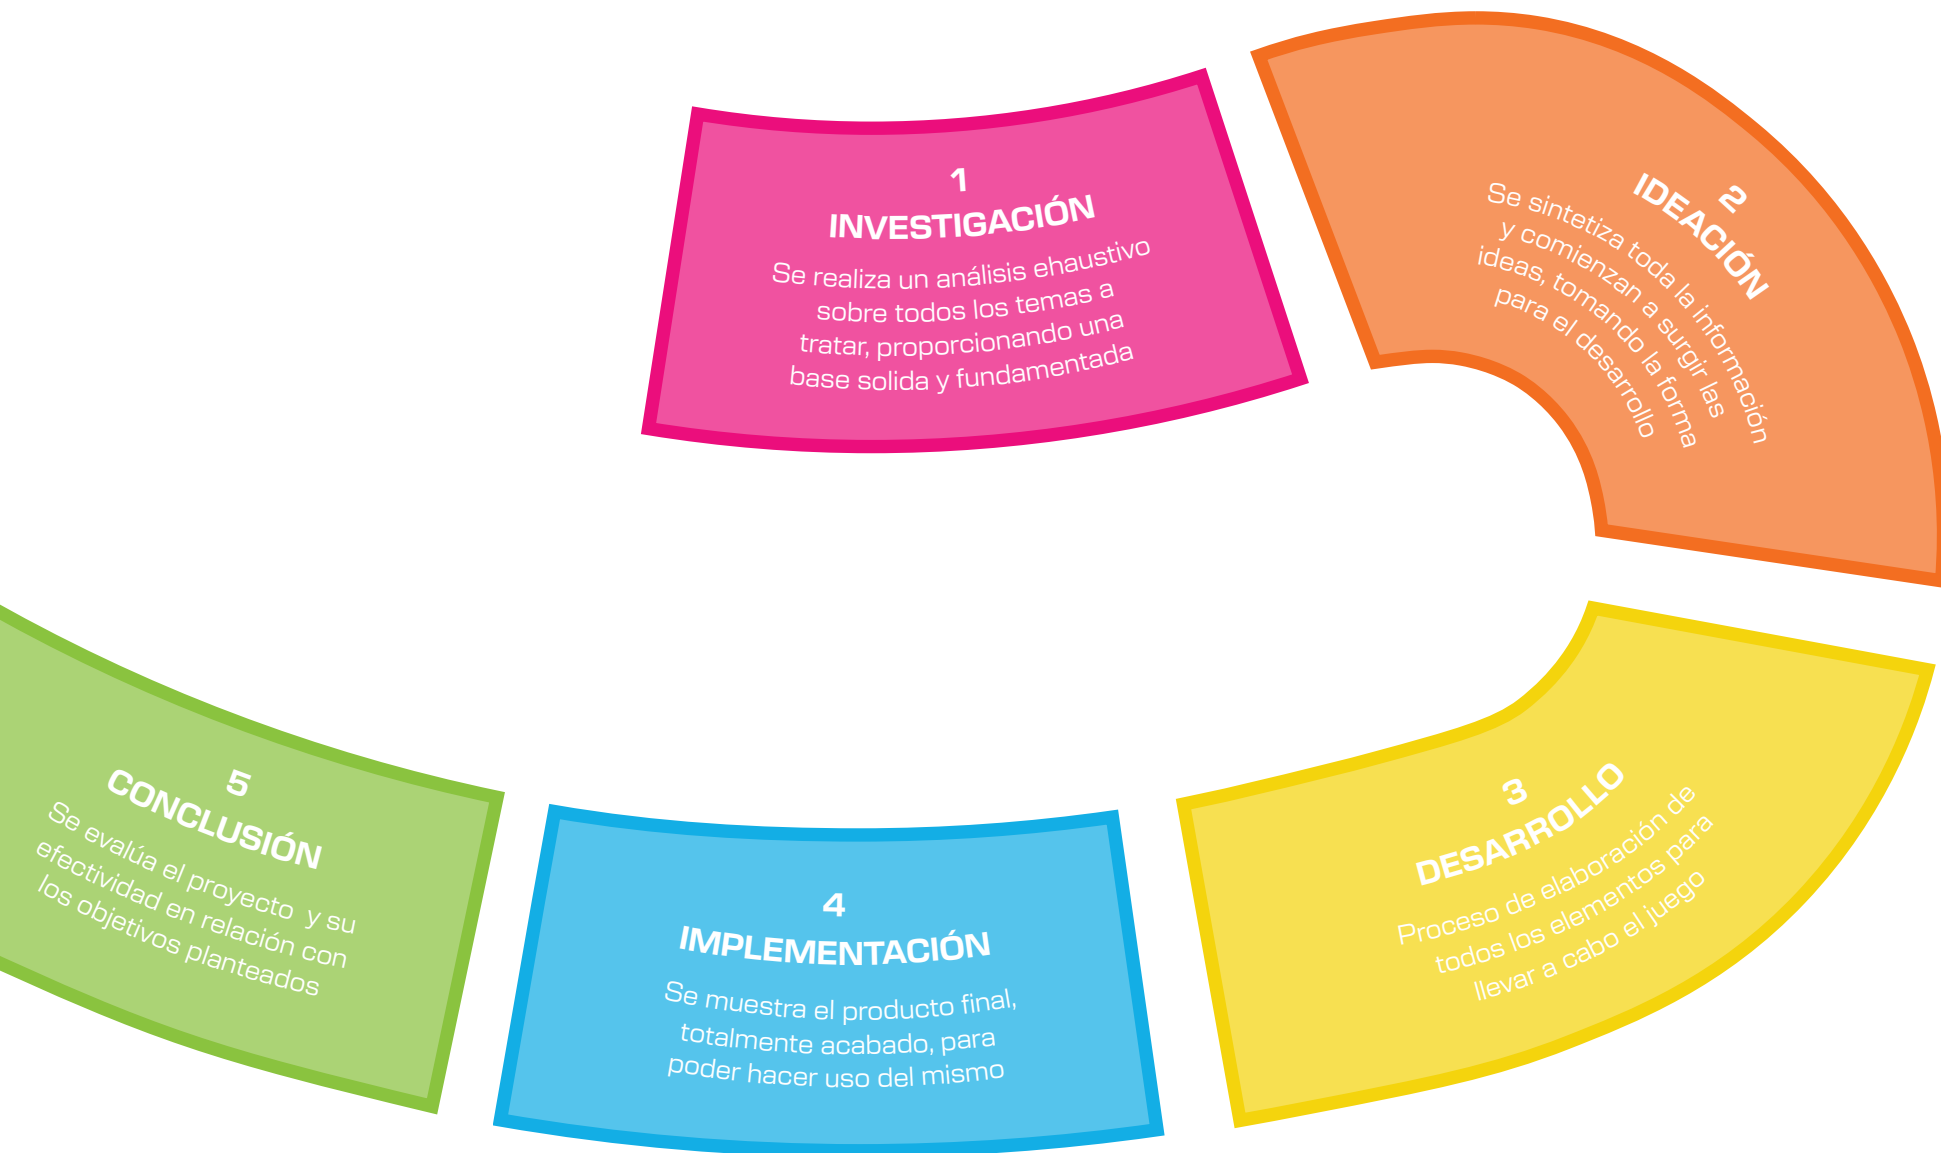 1
INVESTIGACIÓN
Se realiza un análisis ehaustivo
sobre todos los temas a
tratar, proporcionando una
base solida y fundamentada
2
IDEACIÓN
Se sintetiza toda la información
y comienzan a surgir las
ideas, tomando la forma
para el desarrollo
3
DESARROLLO
Proceso de elaboración de
todos los elementos para
llevar a cabo el juego
4
IMPLEMENTACIÓN
Se muestra el producto final,
totalmente acabado, para
poder hacer uso del mismo
5
CONCLUSIÓN
Se evalúa el proyecto y su
efectividad en relación con
los objetivos planteados